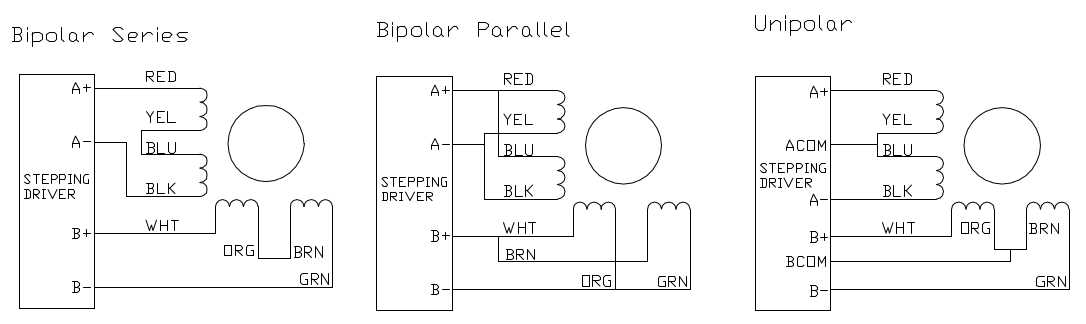 Bipolar Series
RED
A+
YEL
A-
BLU
STEPPING
DRIVER
BLK
WHT
B+
ORG
BRN
GRN
B-
Bipolar Parallel
RED
A+
YEL
A-
BLU
STEPPING
DRIVER
BLK
WHT
B+
BRN
ORG
GRN
B-
Unipolar
RED
A+
YEL
ACOM
BLU
STEPPING
DRIVER
BLK
A-
WHT
ORG
BRN
B+
BCOM
GRN
B-